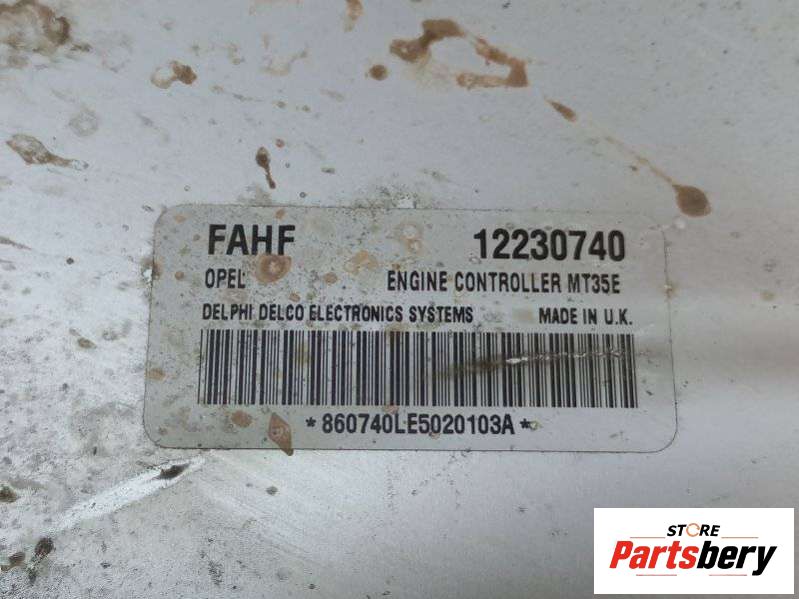 FAHF 12230740
OPEL ENGINE CONTROLLER MT35E
DELPHI DELCO ELECTRONICS SYSTEMS MADE IN U.K.
*860740LE5020103A*
STORE
Partsbery